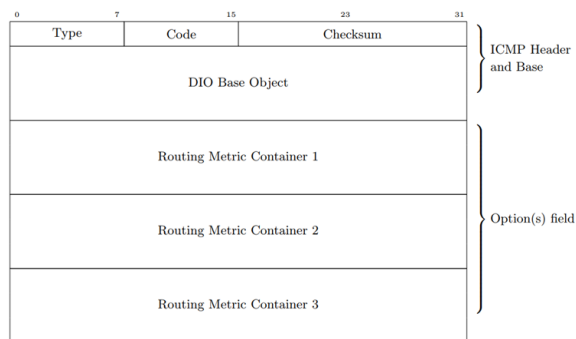 0 7 15 23 31
Type Code Checksum
ICMP Header
and Base
DIO Base Object
Routing Metric Container 1
Routing Metric Container 2
Option(s) field
Routing Metric Container 3